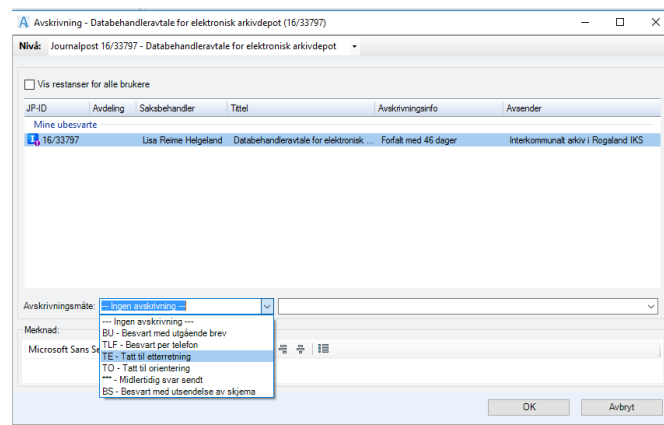 Avskrivning - Databehandleravtale for elektronisk arkivdepot (16/33797)
Nivå: Journalpost 16/33797 - Databehandleravtale for elektronisk arkivdepot
Vis restanser for alle brukere
JP-ID Avdeling Saksbehandler Tittel Avskrivningsinfo Avsender
Mine ubesvarte
16/33797 Lisa Reime Helgeland Databehandleravtale for elektronisk ... Forfalt med 46 dager Interkommunalt arkiv i Rogaland IKS
Avskrivningsmåte: --- Ingen avskrivning ---
--- Ingen avskrivning ---
Merknad:
BU - Besvart med utgående brev
TLF - Besvart per telefon
Microsoft Sans Se
TE - Tatt til etterretning
TO - Tatt til orientering
*** - Midlertidig svar sendt
BS - Besvart med utsendelse av skjema
OK Avbryt